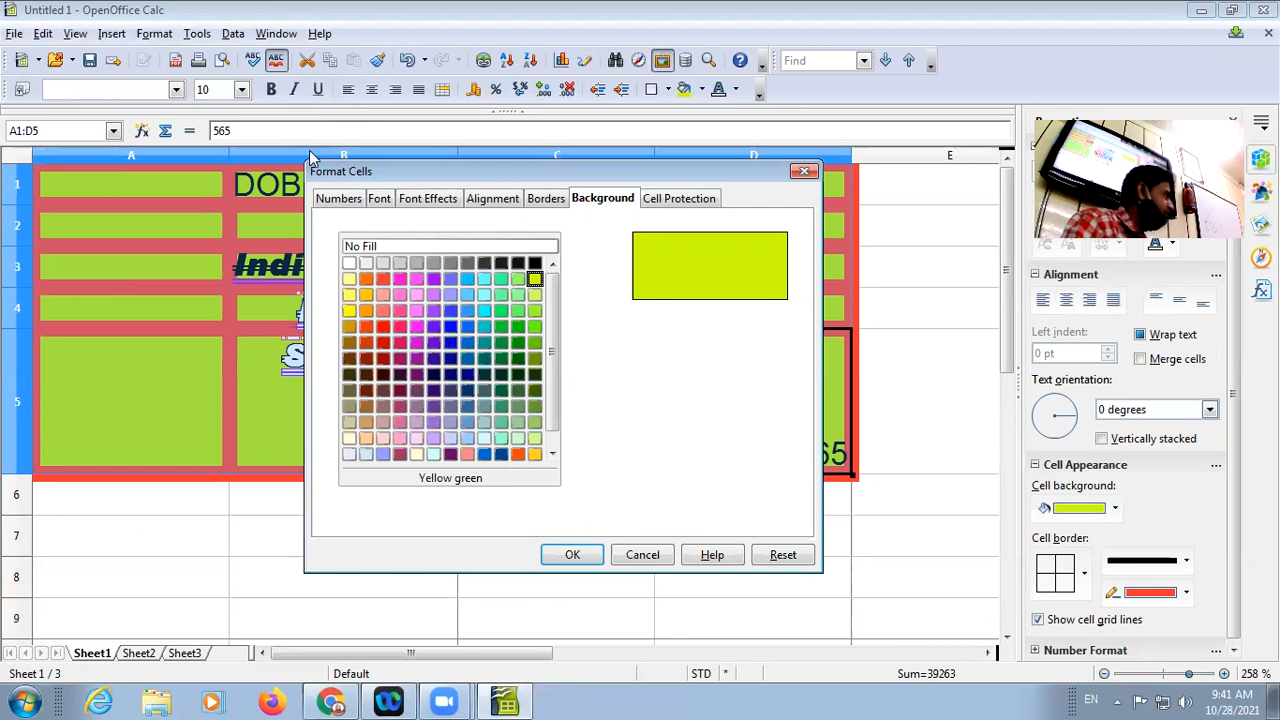 Untitled 1 - OpenOffice Calc
File Edit View Insert Format Tools Data Window Help
Find
10
A1:D5
565
A B C D E
Format Cells
Numbers Font Font Effects Alignment Borders Background Cell Protection
No Fill
Yellow green
OK Cancel Help Reset
1 DOB
2
3
4
5
6
7
8
9
Alignment
Left indent:
0 pt
Wrap text
Merge cells
Text orientation:
0 degrees
Vertically stacked
Cell Appearance
Cell background:
Cell border:
Show cell grid lines
Number Format
Sheet1 Sheet2 Sheet3
Sheet 1 / 3 Default STD * Sum=39263 258 %
EN 9:41 AM
10/28/2021